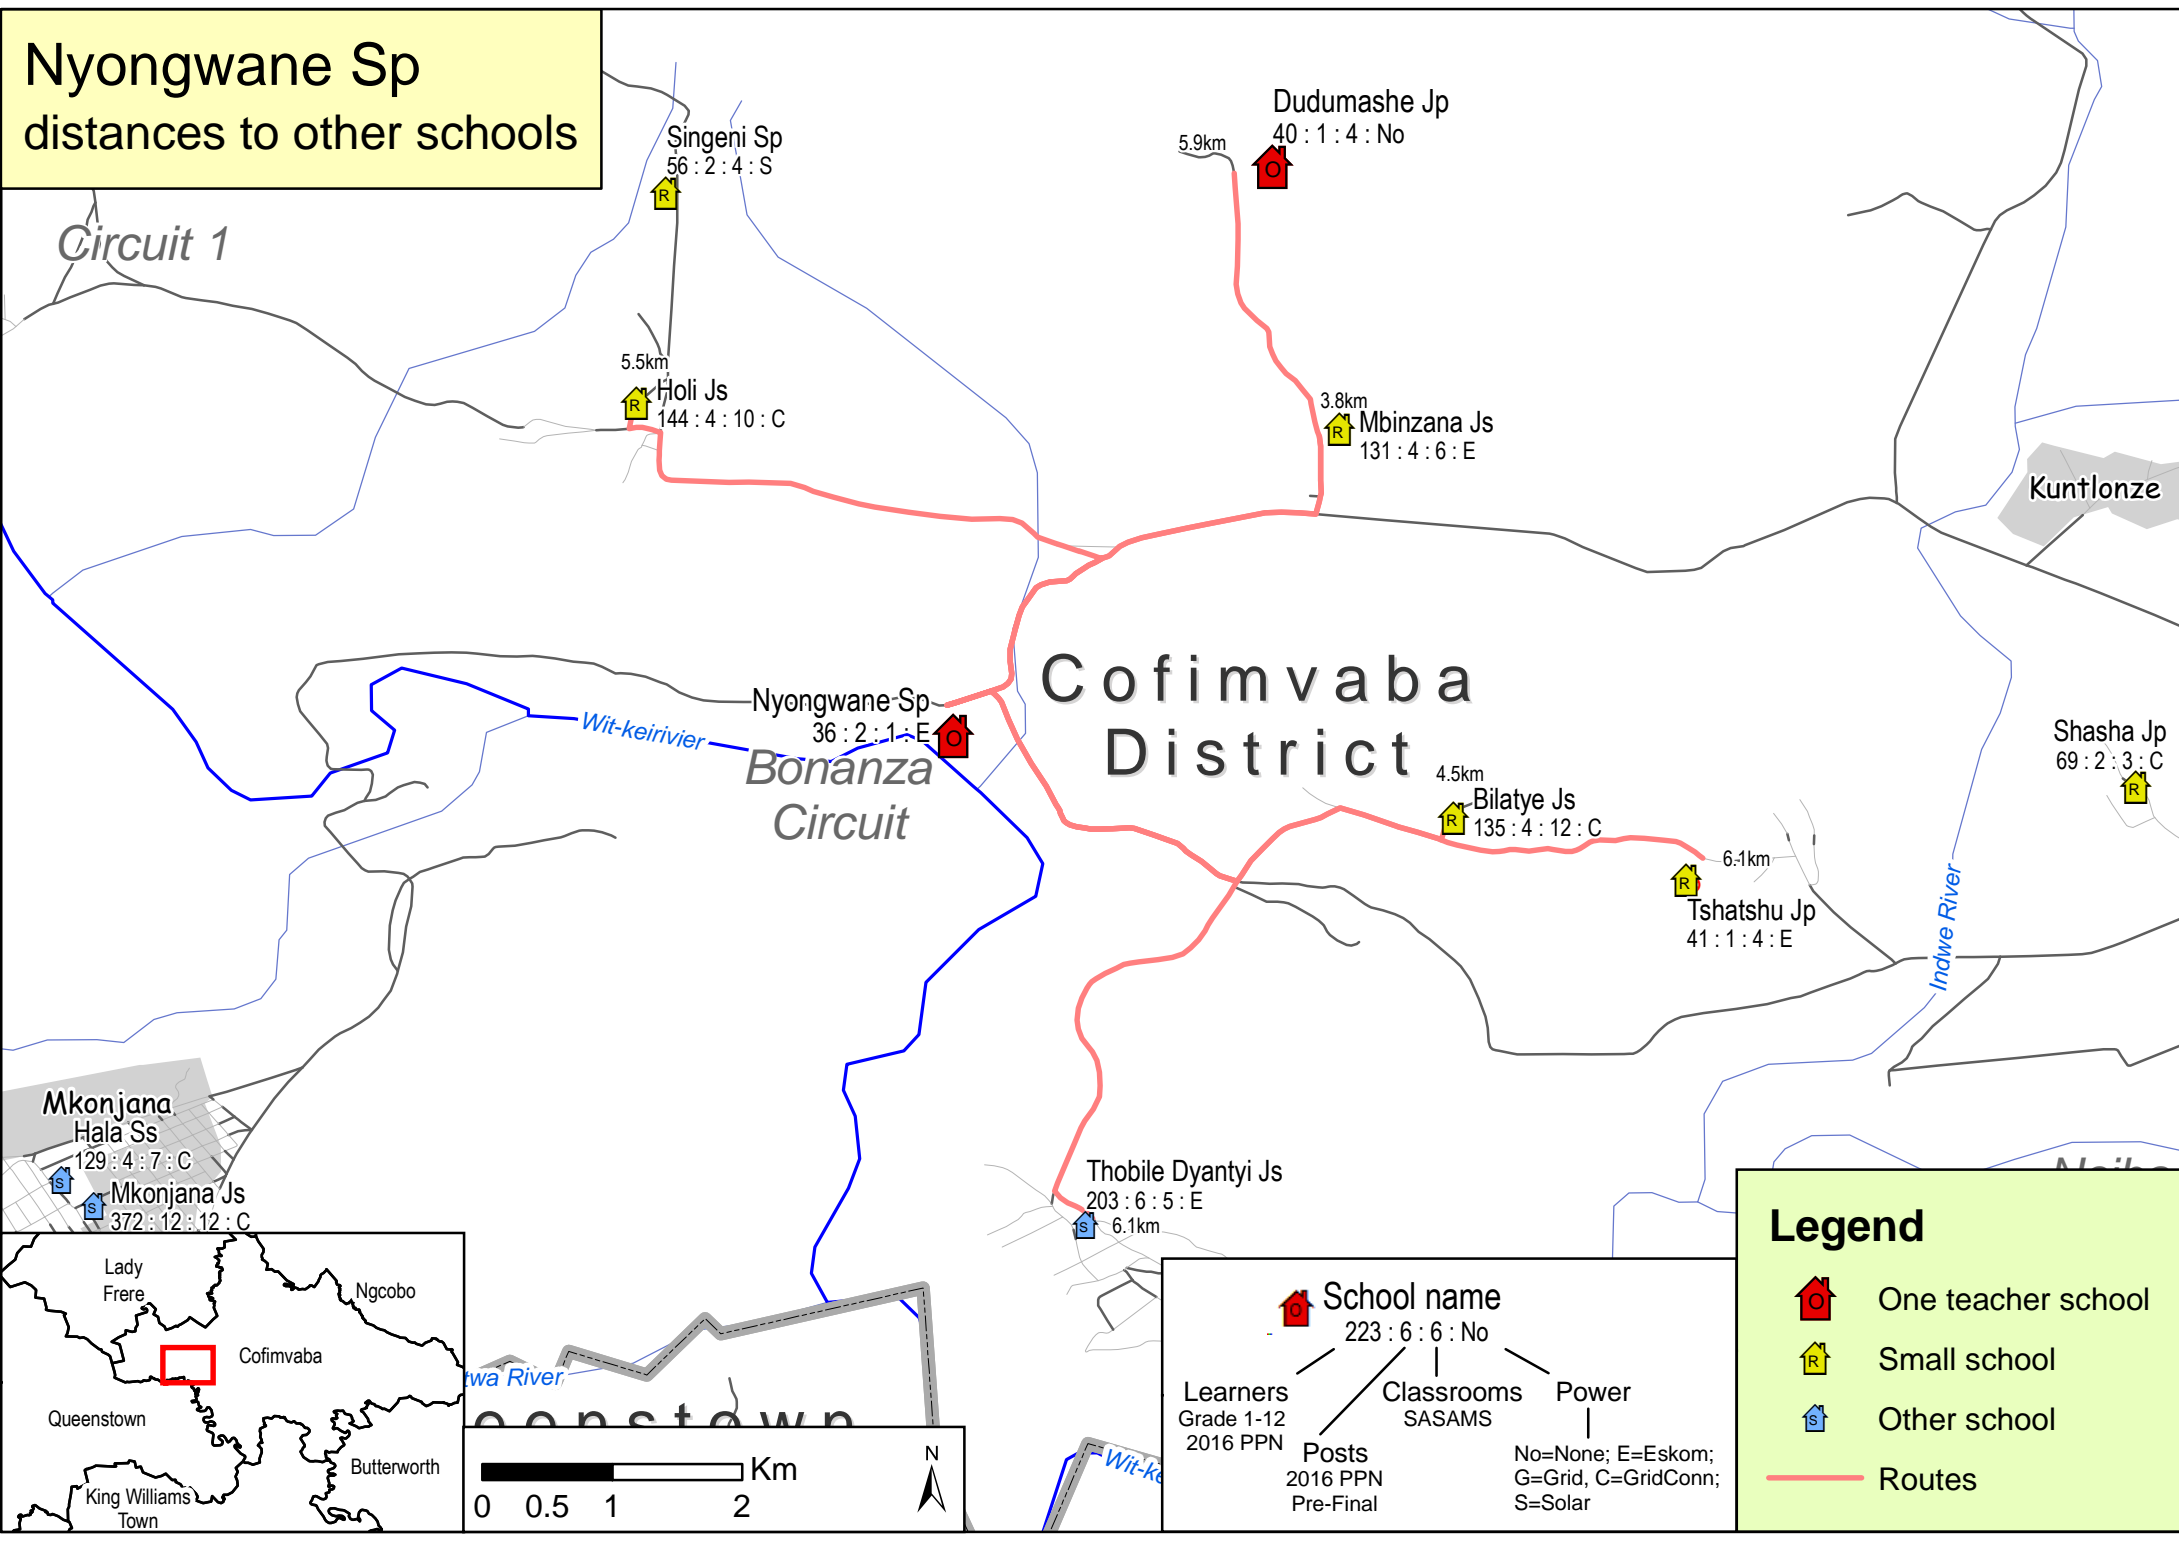 Nyongwane Sp
distances to other schools
Circuit 1
Singeni Sp
56 : 2 : 4 : S
R
Dudumashe Jp
40 : 1 : 4 : No
5.9km
O
5.5km
Holi Js
144 : 4 : 10 : C
R
3.8km
Mbinzana Js
131 : 4 : 6 : E
R
Kuntlonze
Cofimvaba
District
Nyongwane Sp
36 : 2 : 1 : E
O
Wit-keirivier
Bonanza
Circuit
Shasha Jp
69 : 2 : 3 : C
R
4.5km
Bilatye Js
135 : 4 : 12 : C
R
6.1km
R
Tshatshu Jp
41 : 1 : 4 : E
Indwe River
Mkonjana
Hala Ss
129 : 4 : 7 : C
S
Mkonjana Js
372 : 12 : 12 : C
S
Thobile Dyantyi Js
203 : 6 : 5 : E
6.1km
S
Lady
Frere
Ngcobo
Cofimvaba
Queenstown
Butterworth
King Williams
Town
twa River
Km
0 0.5 1 2
N
O
School name
223 : 6 : 6 : No
Learners
Grade 1-12
2016 PPN
Posts
2016 PPN
Pre-Final
Classrooms
SASAMS
Power
No=None; E=Eskom;
G=Grid, C=GridConn;
S=Solar
Legend
O One teacher school
R Small school
S Other school
Routes